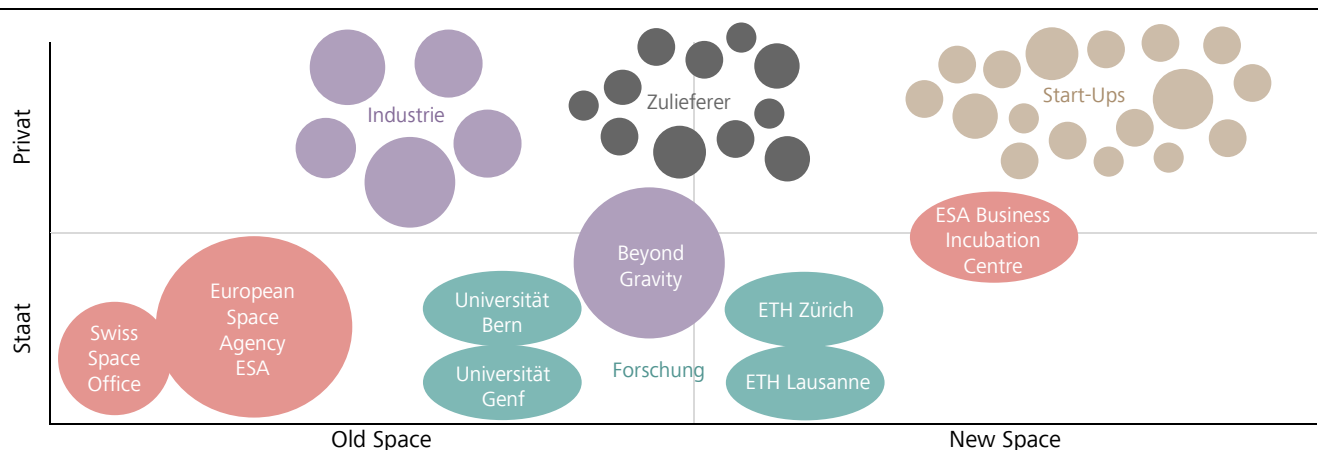 Privat
Industrie
Zulieferer
Start-Ups
ESA Business
Incubation
Centre
Staat
Swiss
Space
Office
European
Space
Agency
ESA
Universität
Bern
Universität
Genf
Beyond
Gravity
Forschung
ETH Zürich
ETH Lausanne
Old Space
New Space